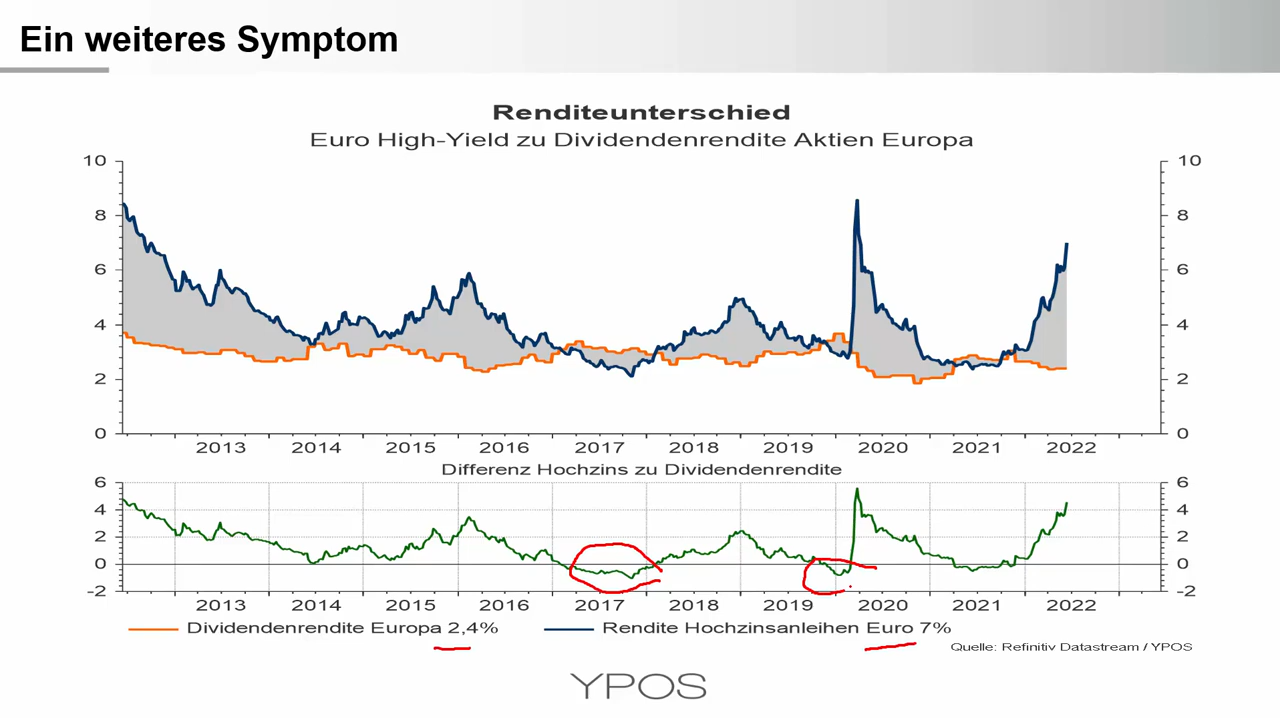 Ein weiteres Symptom
Renditeunterschied
Euro High-Yield zu Dividendenrendite Aktien Europa
10 10
8 8
6 6
4 4
2 2
0 0
2013 2014 2015 2016 2017 2018 2019 2020 2021 2022
Differenz Hochzins zu Dividendenrendite
6 6
4 4
2 2
0 0
-2 -2
2013 2014 2015 2016 2017 2018 2019 2020 2021 2022
Dividendenrendite Europa 2,4% Rendite Hochzinsanleihen Euro 7%
Quelle: Refinitiv Datastream / YPOS
YPOS